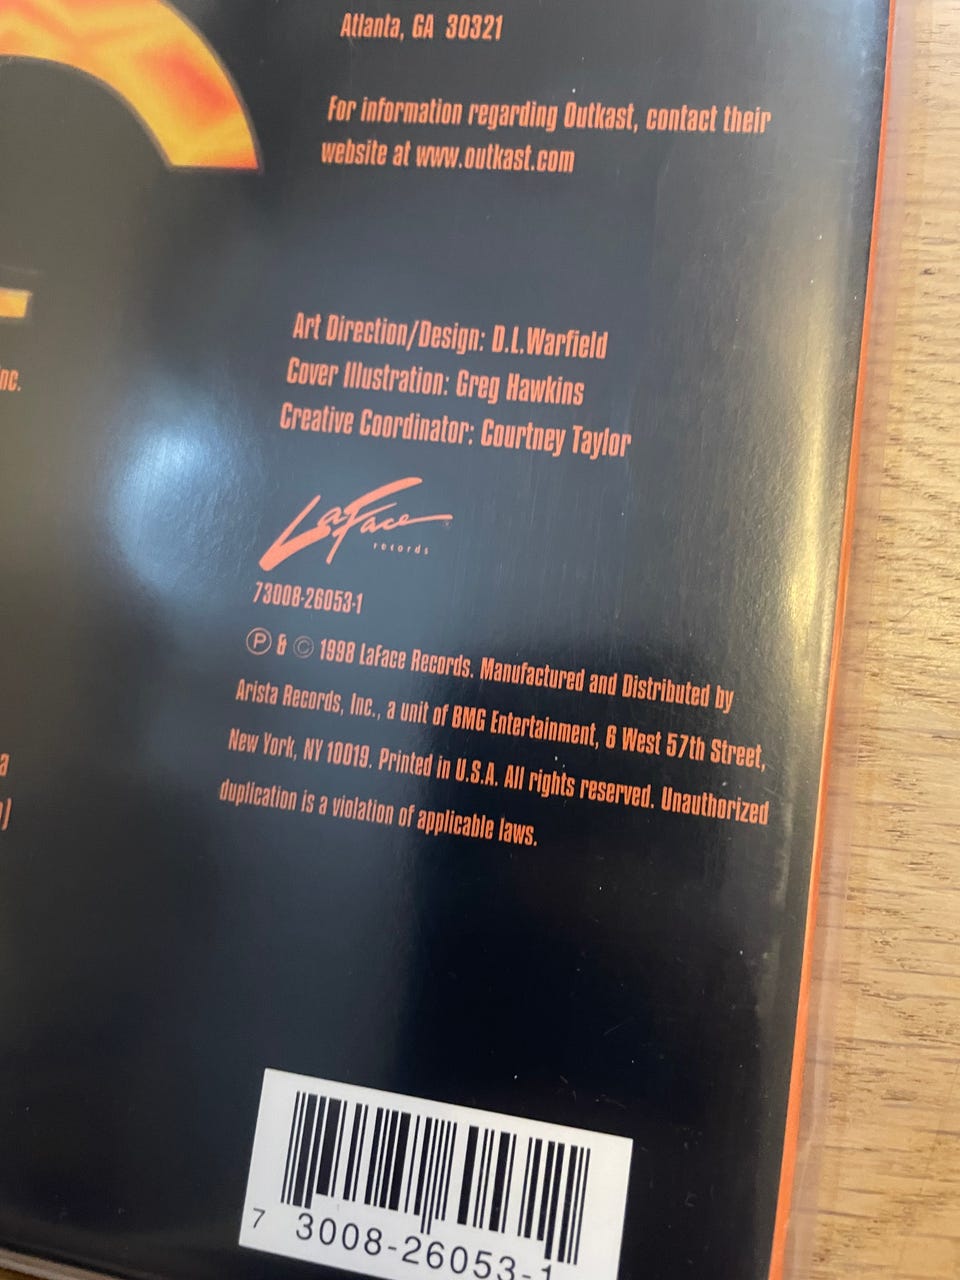 Atlanta, GA 30321
For information regarding Outkast, contact their
website at www.outkast.com
nc.
Art Direction/Design: D.L.Warfield
Cover Illustration: Greg Hawkins
Creative Coordinator: Courtney Taylor
LaFace
records
73008-26053-1
Ⓟ & © 1998 LaFace Records. Manufactured and Distributed by
Arista Records, Inc., a unit of BMG Entertainment, 6 West 57th Street,
New York, NY 10019. Printed in U.S.A. All rights reserved. Unauthorized
duplication is a violation of applicable laws.
7 3008-26053-1